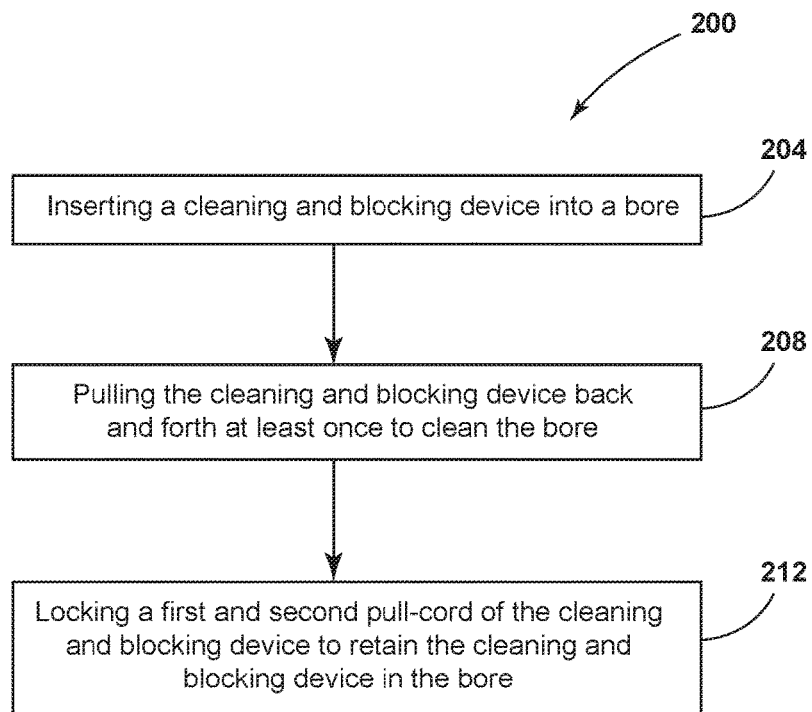 200
204
Inserting a cleaning and blocking device into a bore
208
Pulling the cleaning and blocking device back
and forth at least once to clean the bore
212
Locking a first and second pull-cord of the cleaning
and blocking device to retain the cleaning and
blocking device in the bore